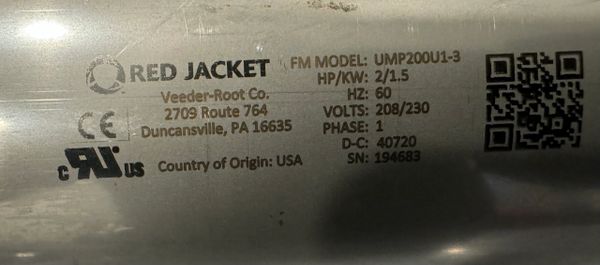 RED JACKET
Veeder-Root Co.
2709 Route 764
Duncansville, PA 16635
CE
c RU US
Country of Origin: USA
FM MODEL: UMP200U1-3
HP/KW: 2/1.5
HZ: 60
VOLTS: 208/230
PHASE: 1
D-C: 40720
SN: 194683